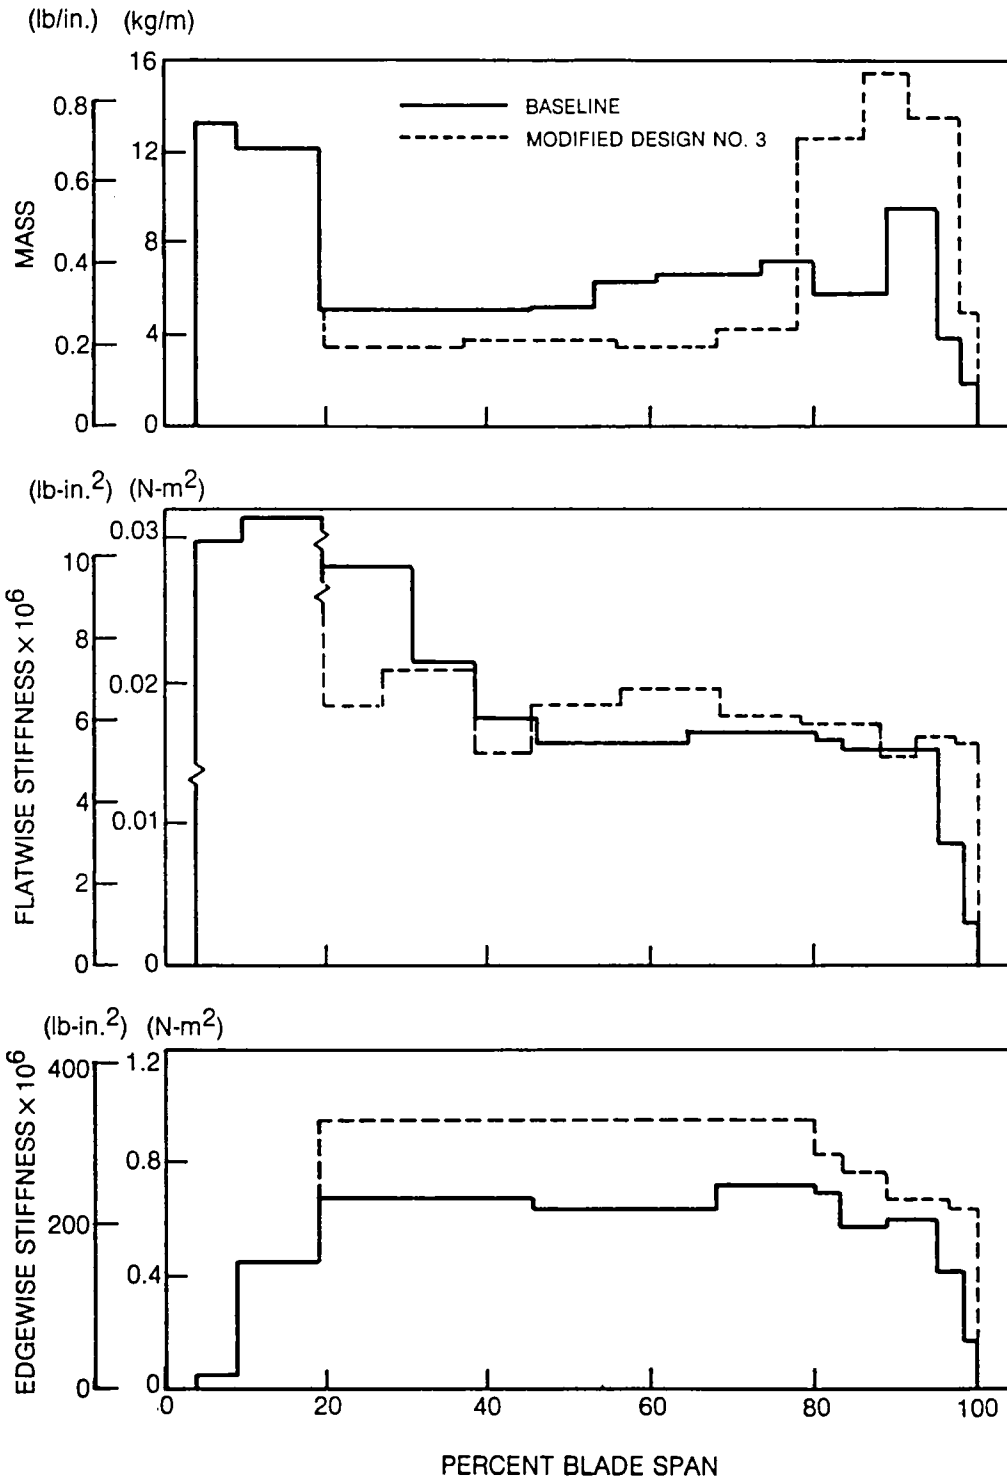 (lb/in.) (kg/m)
MASS
0.8
0.6
0.4
0.2
0
16
12
8
4
0
BASELINE
MODIFIED DESIGN NO. 3
(lb-in.2) (N-m2)
FLATWISE STIFFNESS x 10^6
10
8
6
4
2
0
0.03
0.02
0.01
0
(lb-in.2) (N-m2)
EDGEWISE STIFFNESS x 10^6
400
200
0
1.2
0.8
0.4
0
0 20 40 60 80 100
PERCENT BLADE SPAN